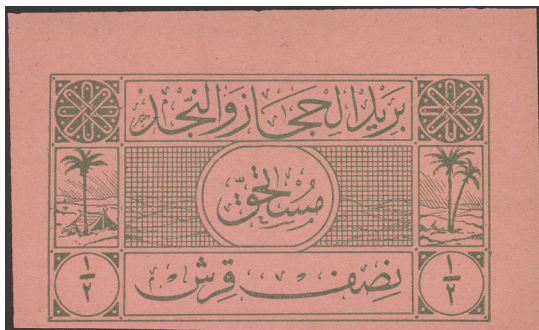 بريد الحجاز والنجد
مستحق
١/٢ نصف قرش ١/٢